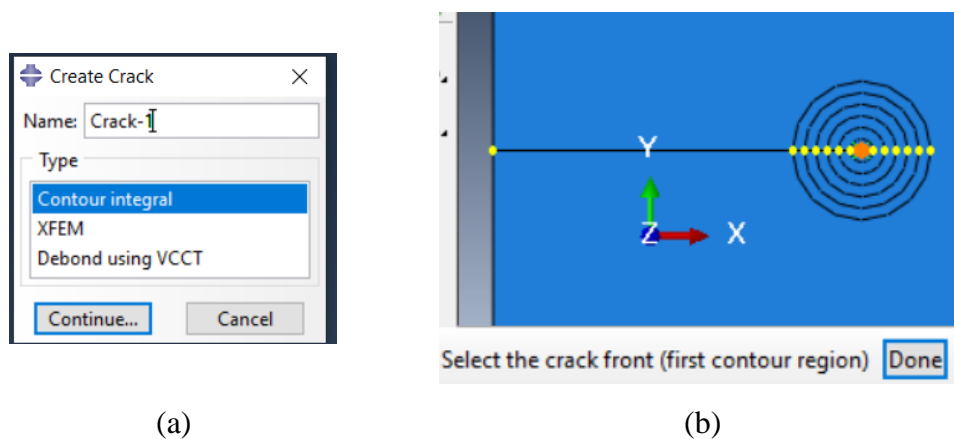 Create Crack
Name: Crack-1
Type
Contour integral
XFEM
Debond using VCCT
Continue... Cancel
(a)
Y
Z X
Select the crack front (first contour region) Done
(b)